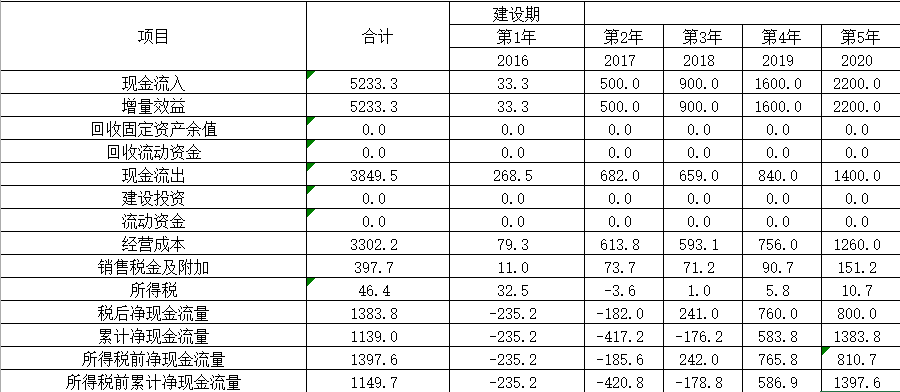 项目 合计 建设期
第1年 第2年 第3年 第4年 第5年
2016 2017 2018 2019 2020
现金流入 5233.3 33.3 500.0 900.0 1600.0 2200.0
增量效益 5233.3 33.3 500.0 900.0 1600.0 2200.0
回收固定资产余值 0.0 0.0 0.0 0.0 0.0 0.0
回收流动资金 0.0 0.0 0.0 0.0 0.0 0.0
现金流出 3849.5 268.5 682.0 659.0 840.0 1400.0
建设投资 0.0 0.0 0.0 0.0 0.0 0.0
流动资金 0.0 0.0 0.0 0.0 0.0 0.0
经营成本 3302.2 79.3 613.8 593.1 756.0 1260.0
销售税金及附加 397.7 11.0 73.7 71.2 90.7 151.2
所得税 46.4 32.5 -3.6 1.0 5.8 10.7
税后净现金流量 1383.8 -235.2 -182.0 241.0 760.0 800.0
累计净现金流量 1139.0 -235.2 -417.2 -176.2 583.8 1383.8
所得税前净现金流量 1397.6 -235.2 -185.6 242.0 765.8 810.7
所得税前累计净现金流量 1149.7 -235.2 -420.8 -178.8 586.9 1397.6